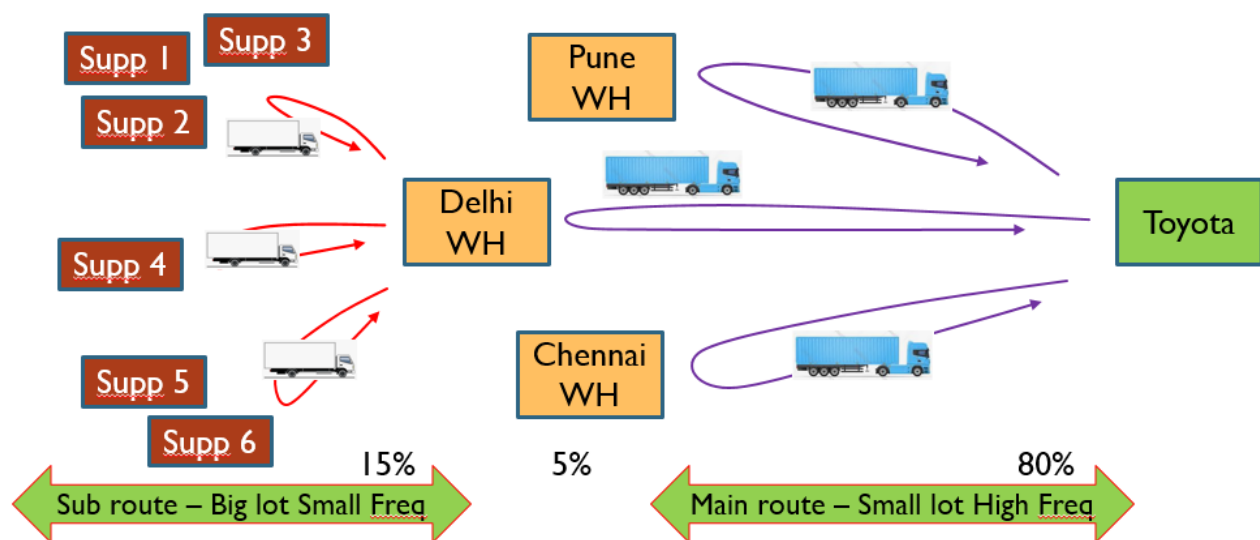 Supp 1
Supp 3
Supp 2
Supp 4
Supp 5
Supp 6
Delhi
WH
Pune
WH
Chennai
WH
Toyota
15%
5%
80%
Sub route – Big lot Small Freq
Main route – Small lot High Freq